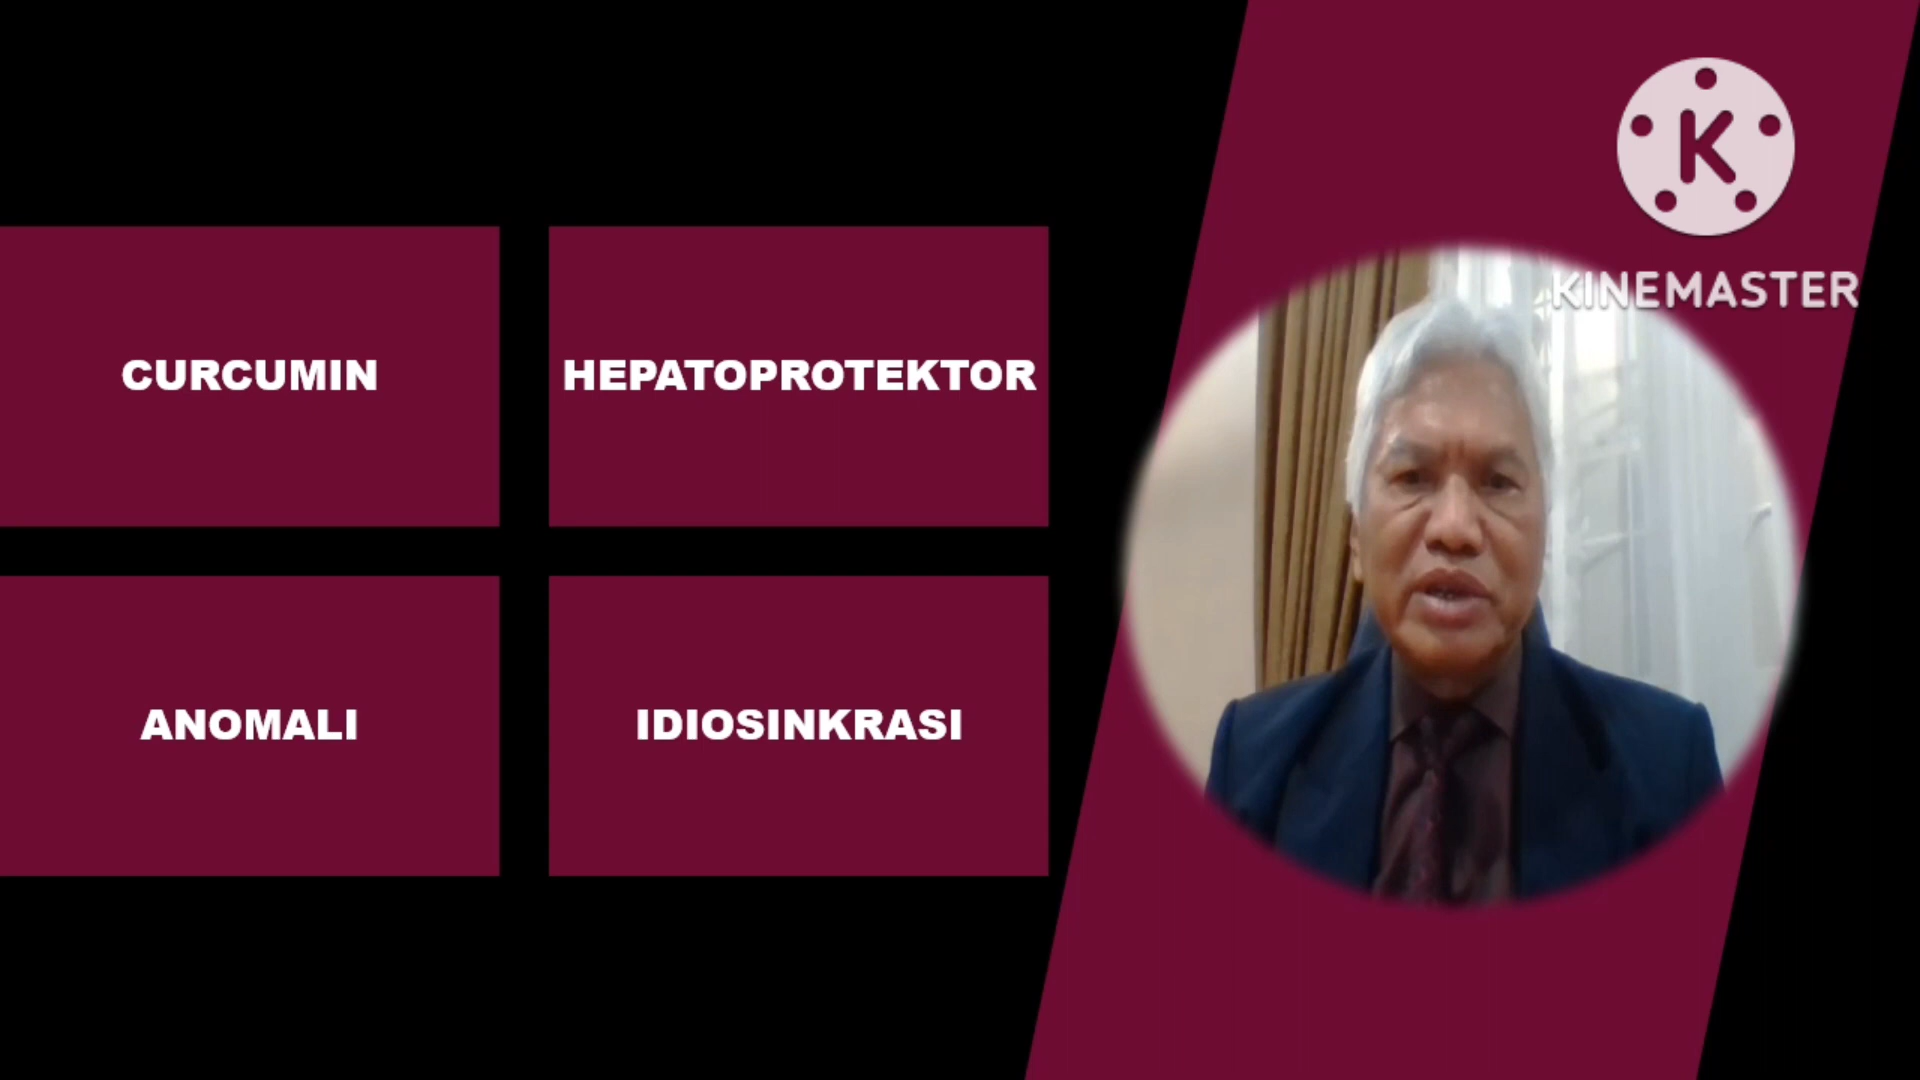 K
KINEMASTER
CURCUMIN
HEPATOPROTEKTOR
ANOMALI
IDIOSINKRASI